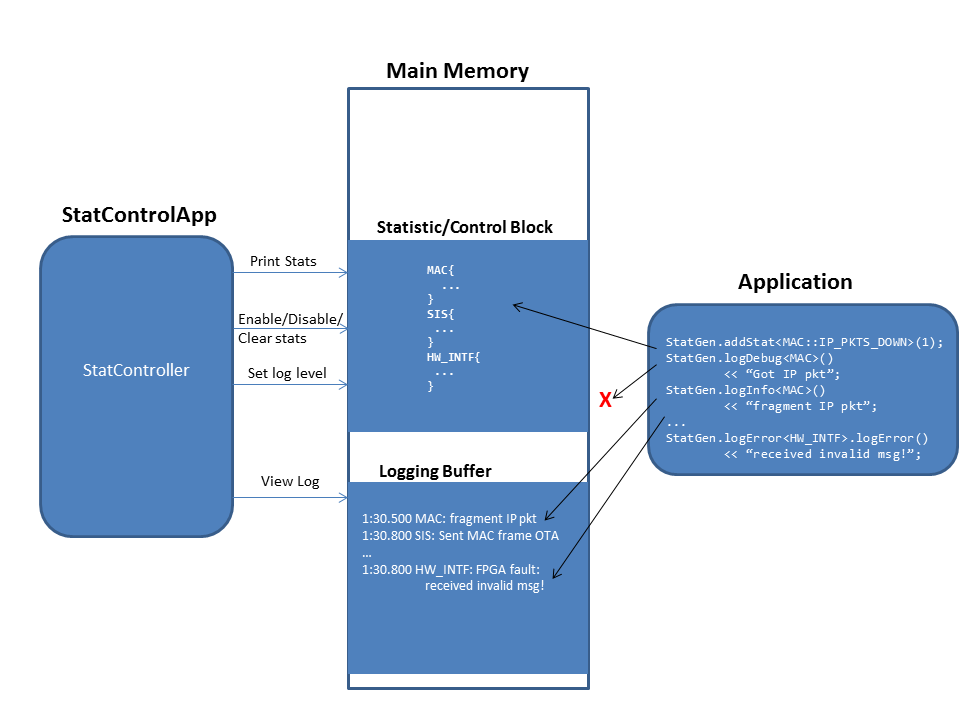 Main Memory
StatControlApp
StatController
Print Stats
Enable/Disable/
Clear stats
Set log level
View Log
Statistic/Control Block
MAC{
...
}
SIS{
...
}
HW_INTF{
...
}
Logging Buffer
1:30.500 MAC: fragment IP pkt
1:30.800 SIS: Sent MAC frame OTA
…
1:30.800 HW_INTF: FPGA fault:
received invalid msg!
X
Application
StatGen.addStat<MAC::IP_PKTS_DOWN>(1);
StatGen.logDebug<MAC>()
<< “Got IP pkt”;
StatGen.logInfo<MAC>()
<< “fragment IP pkt”;
...
StatGen.logError<HW_INTF>.logError()
<< “received invalid msg!”;